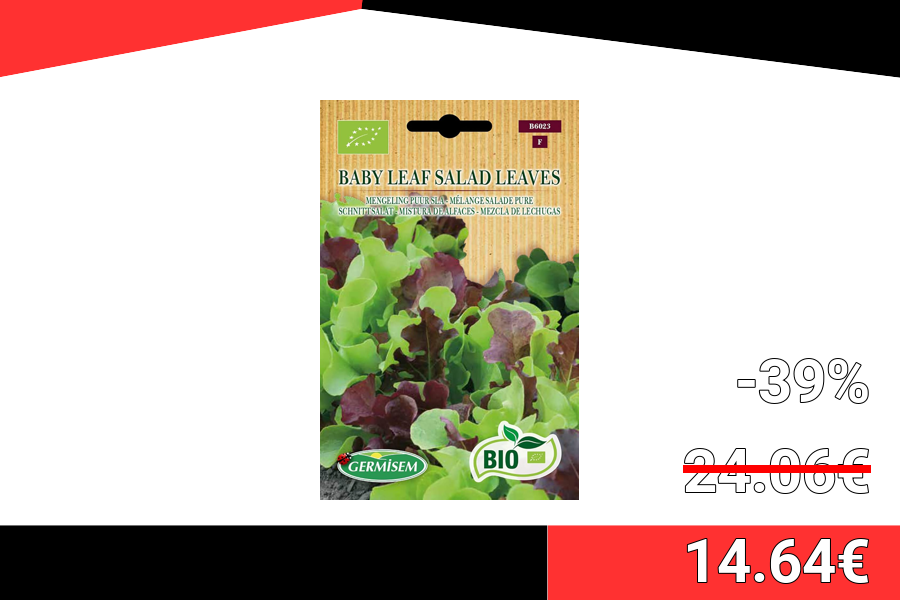 B6023
F
BABY LEAF SALAD LEAVES
MENGELING PUUR SLA - MÉLANGE SALADE PURE
SCHNITTSALAT - MISTURA DE ALFACES - MEZCLA DE LECHUGAS
GERMISEM
BIO
-39%
24.06€
14.64€